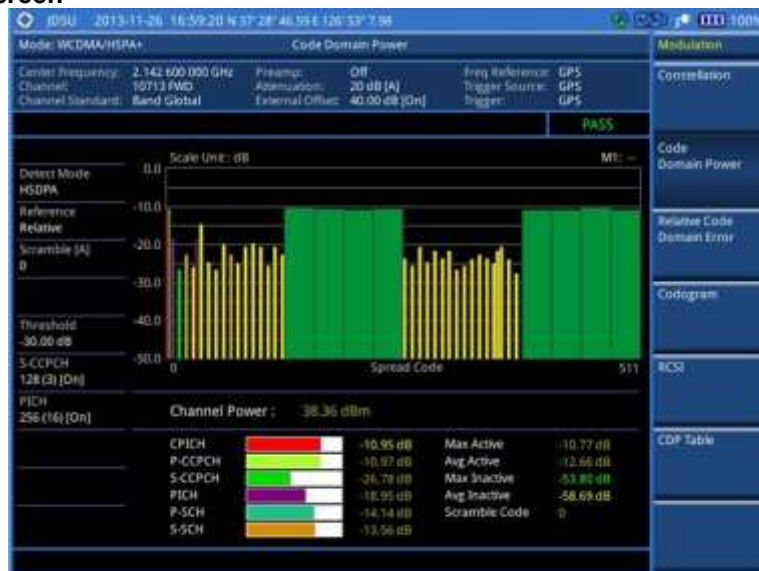 reen
JDSU 2013-11-26 16:59:20 N 37° 28' 46.59 E 126° 53' 7.98 100%
Mode: WCDMA/HSPA+ Code Domain Power Modulation
Center Frequency: 2.142 600 000 GHz Preamp: Off Freq Reference: GPS
Channel: 10713 FWD Attenuation: 20 dB [A] Trigger Source: GPS
Channel Standard: Band Global External Offset: 40.00 dB [On] Trigger: GPS
PASS
Constellation
Code
Domain Power
Relative Code
Domain Error
Codogram
RCSI
CDP Table
Detect Mode
HSDPA
Reference
Relative
Scramble [A]
0
Threshold
-30.00 dB
S-CCPCH
128 (3) [On]
PICH
256 (16) [On]
Scale Unit: dB M1: --
0.0
-10.0
-20.0
-30.0
-40.0
-50.0
0 Spread Code 511
Channel Power : 38.36 dBm
CPICH -10.95 dB Max Active -10.77 dB
P-CCPCH -10.97 dB Avg Active -12.66 dB
S-CCPCH -26.78 dB Max Inactive -53.80 dB
PICH -18.95 dB Avg Inactive -58.69 dB
P-SCH -14.14 dB Scramble Code 0
S-SCH -13.56 dB